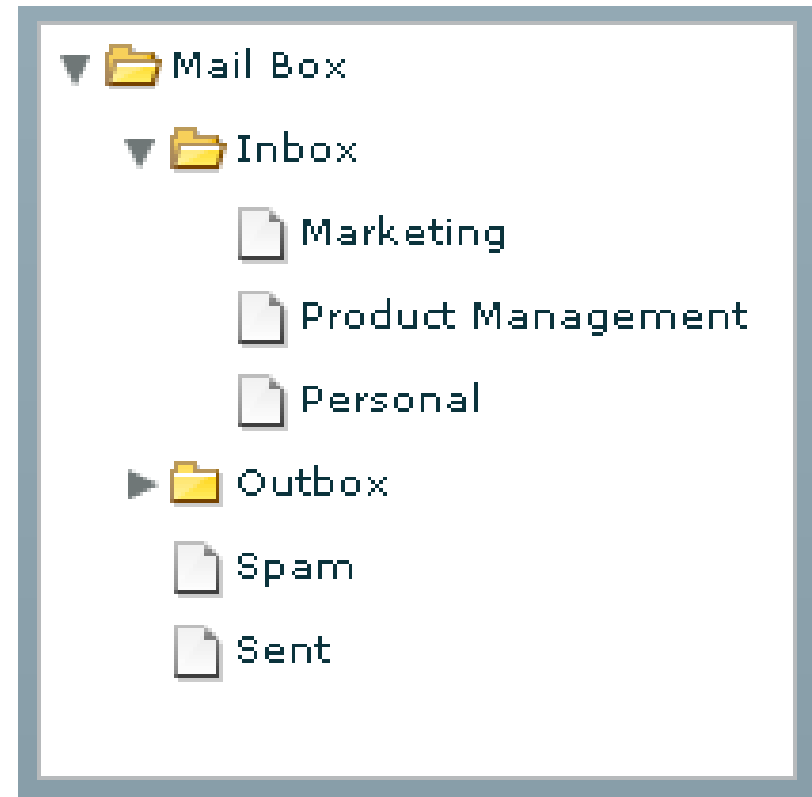 Mail Box
Inbox
Marketing
Product Management
Personal
Outbox
Spam
Sent